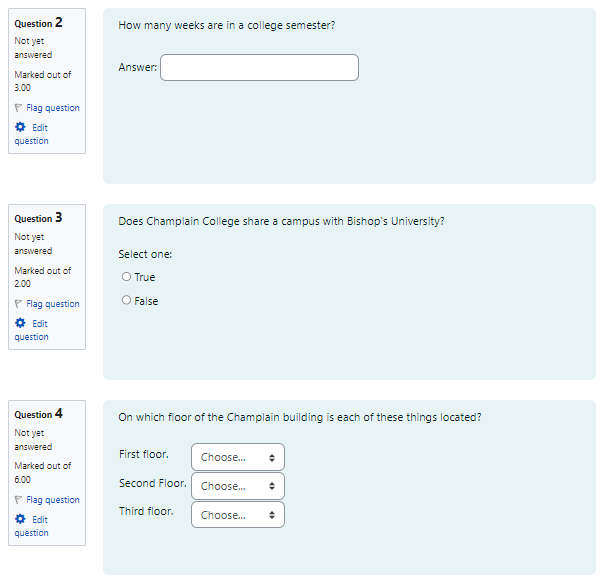 Question 2
Not yet
answered
Marked out of
3.00
Flag question
Edit
question
How many weeks are in a college semester?
Answer:
Question 3
Not yet
answered
Marked out of
2.00
Flag question
Edit
question
Does Champlain College share a campus with Bishop's University?
Select one:
True
False
Question 4
Not yet
answered
Marked out of
6.00
Flag question
Edit
question
On which floor of the Champlain building is each of these things located?
First floor. Choose...
Second Floor. Choose...
Third floor. Choose...